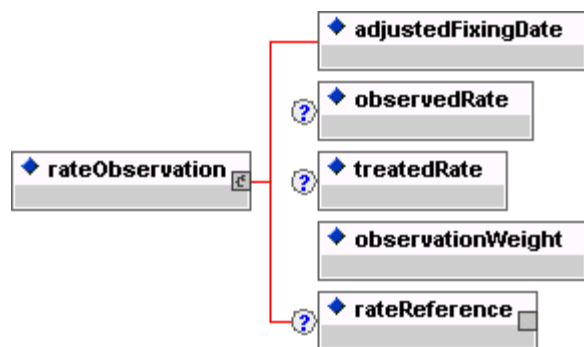 adjustedFixingDate
? observedRate
rateObservation
? treatedRate
observationWeight
? rateReference